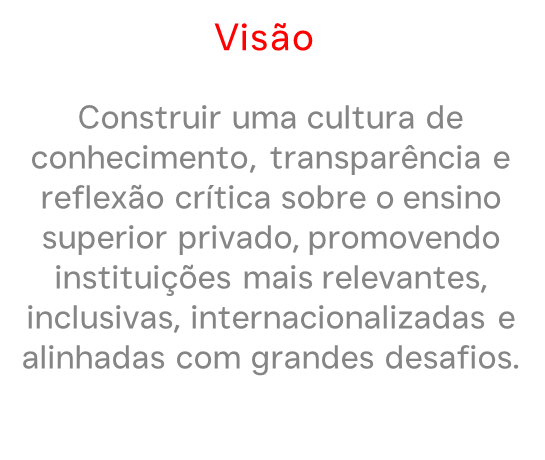 Visão
Construir uma cultura de
conhecimento, transparência e
reflexão crítica sobre o ensino
superior privado, promovendo
instituições mais relevantes,
inclusivas, internacionalizadas e
alinhadas com grandes desafios.